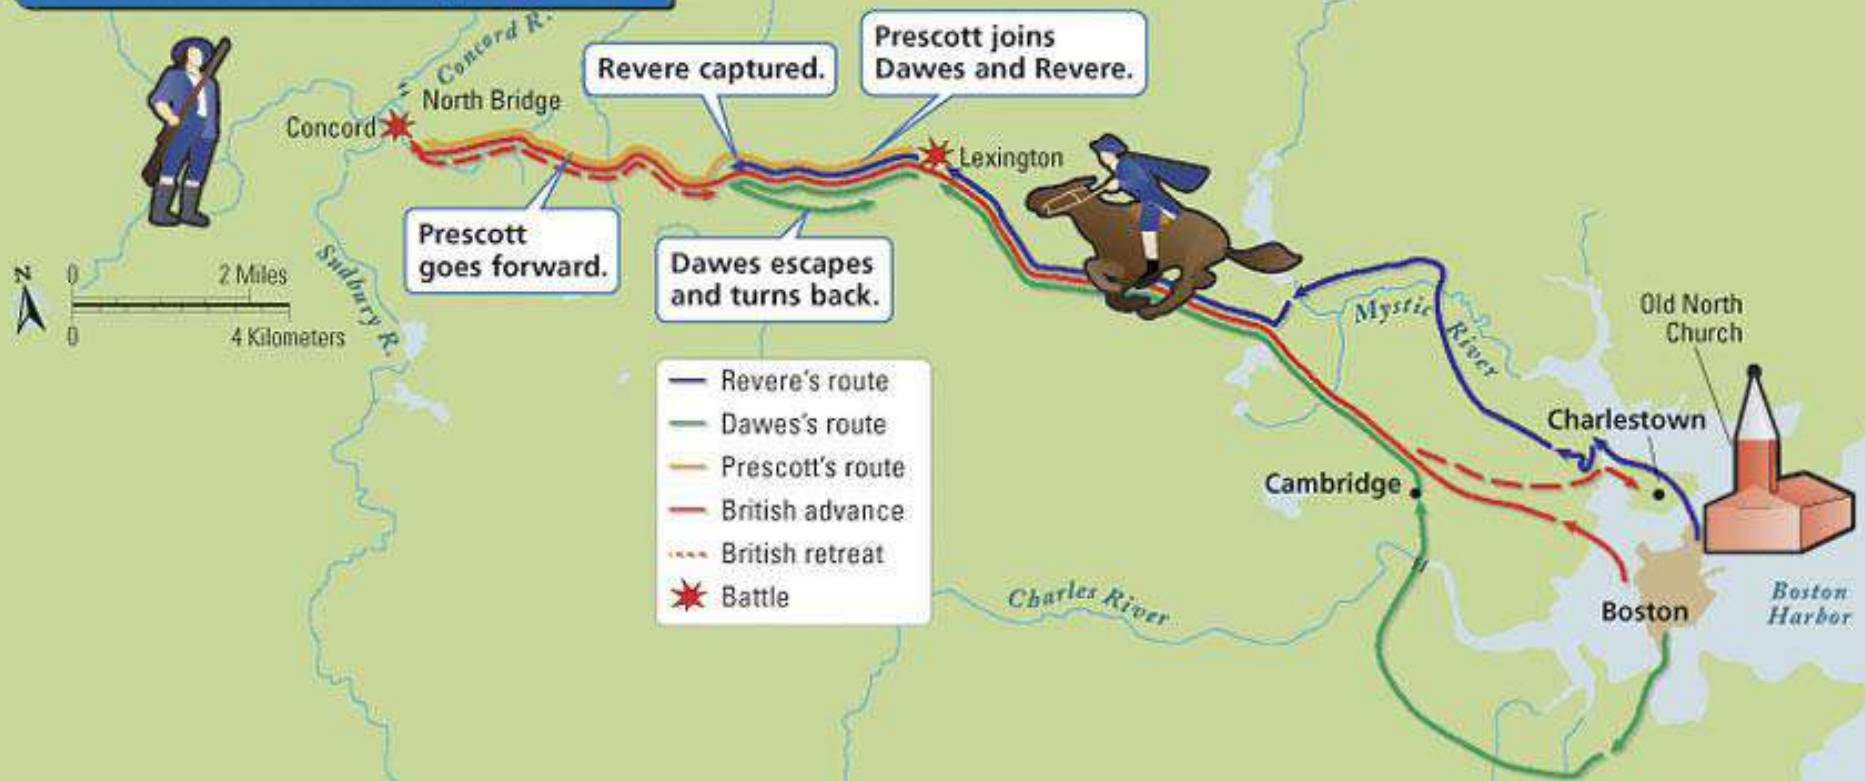 Concord R.
North Bridge
Concord
Revere captured.
Prescott joins
Dawes and Revere.
Lexington
Prescott
goes forward.
Dawes escapes
and turns back.
Sudbury R.
N
0
2 Miles
0
4 Kilometers
Revere's route
Dawes's route
Prescott's route
British advance
British retreat
Battle
Mystic
River
Old North
Church
Charlestown
Cambridge
Charles River
Boston
Boston
Harbor